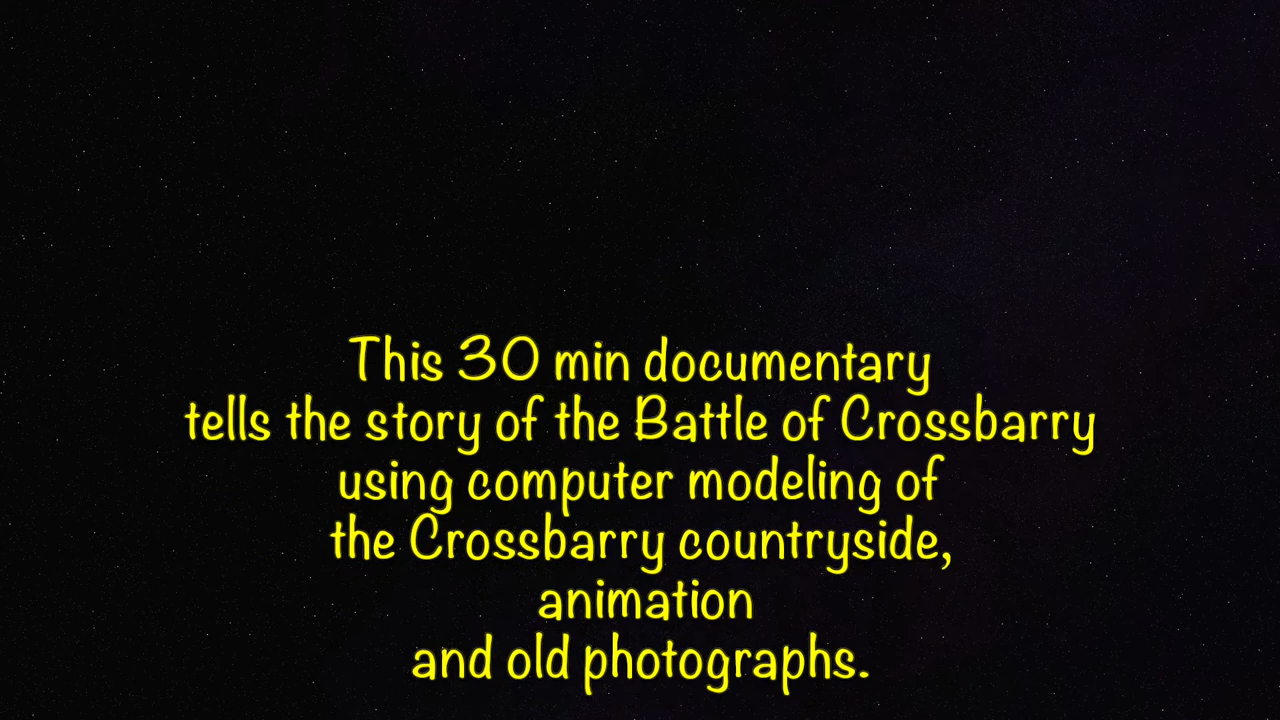 This 30 min documentary
tells the story of the Battle of Crossbarry
using computer modeling of
the Crossbarry countryside,
animation
and old photographs.